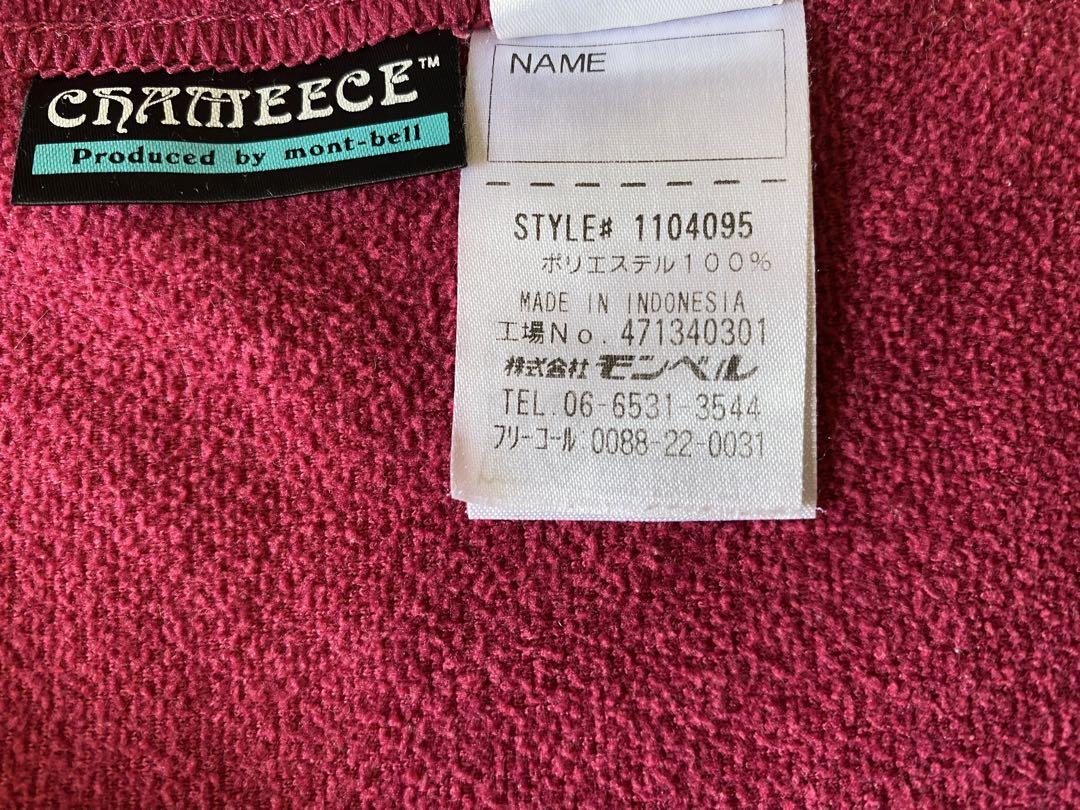 CHAMEECE™
Produced by mont-bell
NAME
STYLE# 1104095
ポリエステル100%
MADE IN INDONESIA
工場No. 471340301
株式会社モンベル
TEL. 06-6531-3544
フリーコール 0088-22-0031